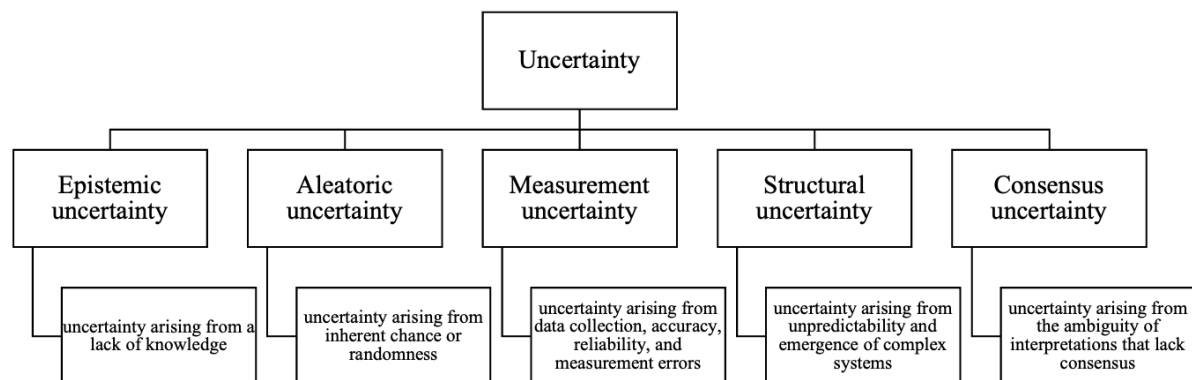 Uncertainty
Epistemic
uncertainty
Aleatoric
uncertainty
Measurement
uncertainty
Structural
uncertainty
Consensus
uncertainty
uncertainty arising from a
lack of knowledge
uncertainty arising from
inherent chance or
randomness
uncertainty arising from
data collection, accuracy,
reliability, and
measurement errors
uncertainty arising from
unpredictability and
emergence of complex
systems
uncertainty arising from
the ambiguity of
interpretations that lack
consensus